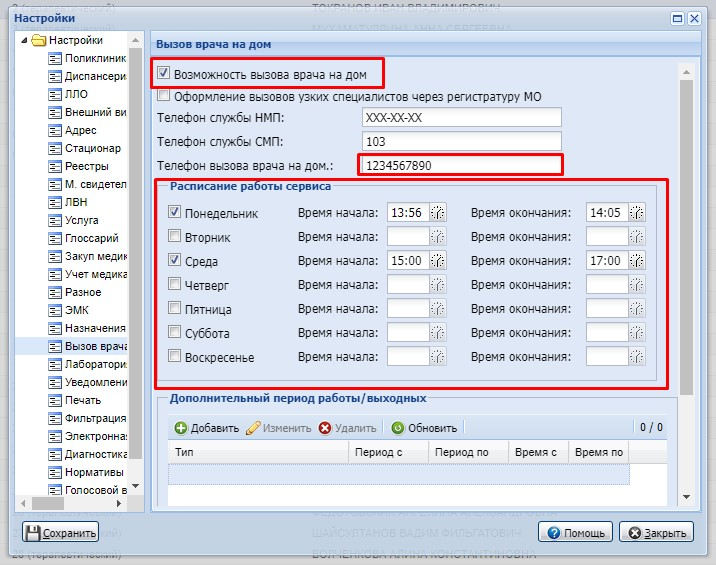 ТОКРАНОВ ИВАН ВЛАДИМИРОВИЧ
Настройки
Настройки
Поликлиник
Диспансери
ЛЛО
Внешний ви
Адрес
Стационар
Реестры
М. свидетел
ЛВН
Услуга
Глоссарий
Закуп медик
Учет медика
Разное
ЭМК
Назначения
Вызов врача
Лаборатори
Уведомлени
Печать
Фильтрация
Электронная
Диагностика
Нормативы
Голосовой в
Вызов врача на дом
Возможность вызова врача на дом
Оформление вызовов узких специалистов через регистратуру МО
Телефон службы НМП: XXX-XX-XX
Телефон службы СМП: 103
Телефон вызова врача на дом.: 1234567890
Расписание работы сервиса
Понедельник Время начала: 13:56 Время окончания: 14:05
Вторник Время начала: Время окончания:
Среда Время начала: 15:00 Время окончания: 17:00
Четверг Время начала: Время окончания:
Пятница Время начала: Время окончания:
Суббота Время начала: Время окончания:
Воскресенье Время начала: Время окончания:
Дополнительный период работы/выходных
Добавить Изменить Удалить Обновить 0 / 0
Тип Период с Период по Время с Время по
Сохранить Помощь Закрыть
ШАЙСУЛТАНОВ ВАДИМ ФИЛЬГАТОВИЧ
ВОЛЧЕНКОВА АЛИНА КОНСТАНТИНОВНА